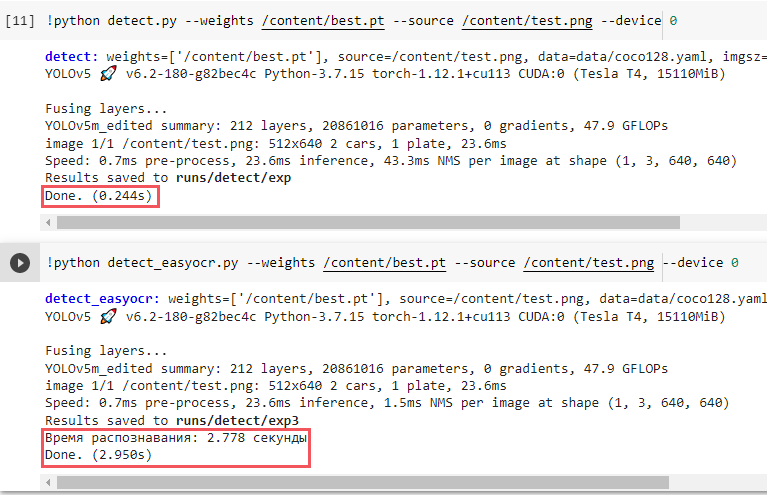 [11] !python detect.py --weights /content/best.pt --source /content/test.png --device 0
detect: weights=['/content/best.pt'], source=/content/test.png, data=data/coco128.yaml, imgsz=
YOLOv5 🚀 v6.2-180-g82bec4c Python-3.7.15 torch-1.12.1+cu113 CUDA:0 (Tesla T4, 15110MiB)
Fusing layers...
YOLOv5m_edited summary: 212 layers, 20861016 parameters, 0 gradients, 47.9 GFLOPs
image 1/1 /content/test.png: 512x640 2 cars, 1 plate, 23.6ms
Speed: 0.7ms pre-process, 23.6ms inference, 43.3ms NMS per image at shape (1, 3, 640, 640)
Results saved to runs/detect/exp
Done. (0.244s)
!python detect_easyocr.py --weights /content/best.pt --source /content/test.png --device 0
detect_easyocr: weights=['/content/best.pt'], source=/content/test.png, data=data/coco128.yaml
YOLOv5 🚀 v6.2-180-g82bec4c Python-3.7.15 torch-1.12.1+cu113 CUDA:0 (Tesla T4, 15110MiB)
Fusing layers...
YOLOv5m_edited summary: 212 layers, 20861016 parameters, 0 gradients, 47.9 GFLOPs
image 1/1 /content/test.png: 512x640 2 cars, 1 plate, 23.6ms
Speed: 0.7ms pre-process, 23.6ms inference, 1.5ms NMS per image at shape (1, 3, 640, 640)
Results saved to runs/detect/exp3
Время распознавания: 2.778 секунды
Done. (2.950s)